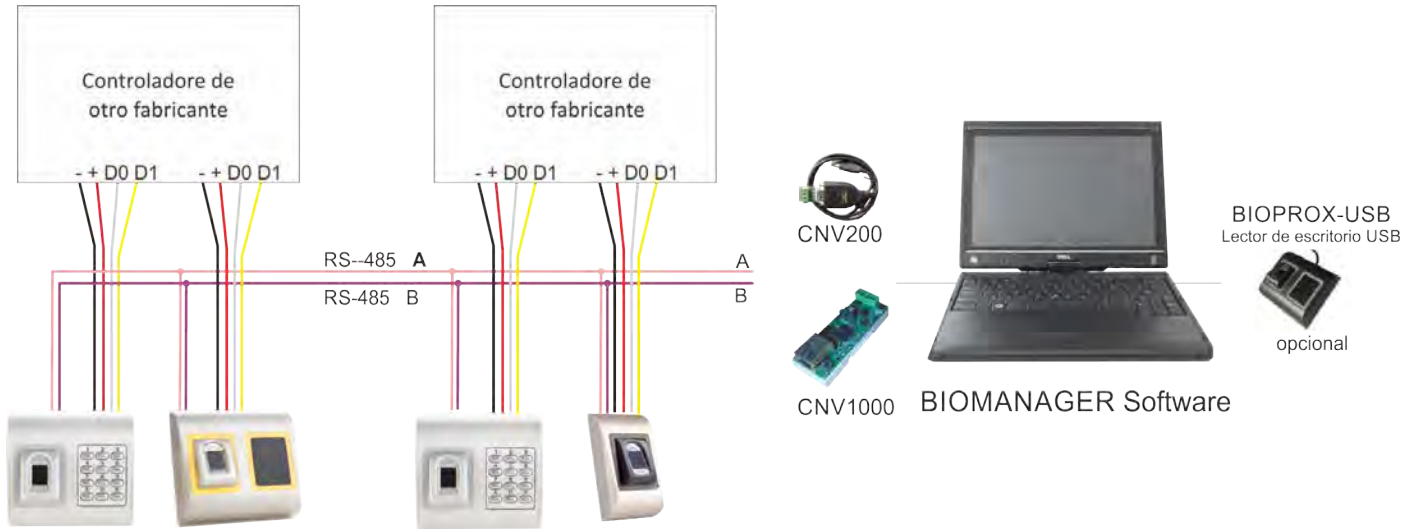 Controladore de
otro fabricante
- + D0 D1
- + D0 D1
Controladore de
otro fabricante
- + D0 D1
- + D0 D1
RS--485 A
RS-485 B
A
B
CNV200
CNV1000
DELL
BIOMANAGER Software
BIOPROX-USB
Lector de escritorio USB
opcional